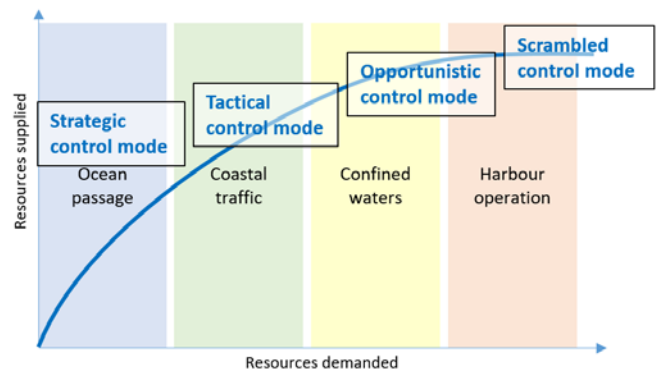 Scrambled
control mode
Opportunistic
control mode
Tactical
control mode
Strategic
control mode
Ocean
passage
Coastal
traffic
Confined
waters
Harbour
operation
Resources supplied
Resources demanded